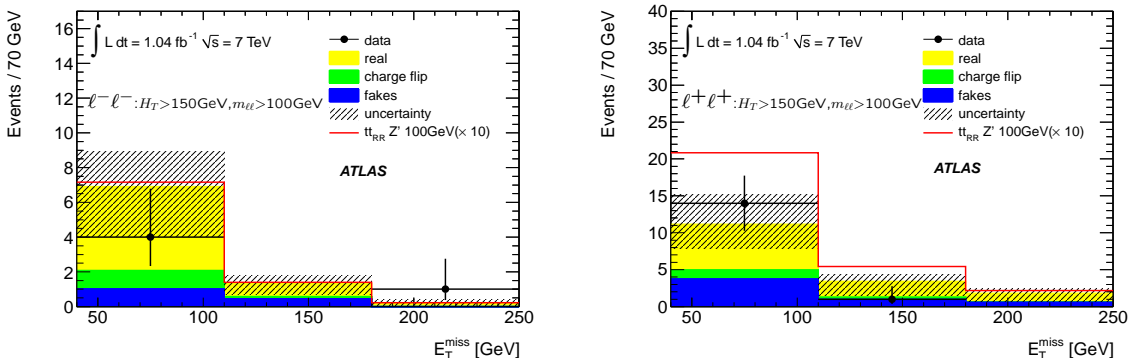 Events / 70 GeV
16
14
12
10
8
6
4
2
0
50 100 150 200 250
E_T^miss [GeV]
∫ L dt = 1.04 fb⁻¹ √s = 7 TeV
ℓ⁻ℓ⁻: H_T>150GeV, m_ℓℓ>100GeV
data
real
charge flip
fakes
uncertainty
tt_RR Z' 100GeV(× 10)
ATLAS
Events / 70 GeV
40
35
30
25
20
15
10
5
0
50 100 150 200 250
E_T^miss [GeV]
∫ L dt = 1.04 fb⁻¹ √s = 7 TeV
ℓ⁺ℓ⁺: H_T>150GeV, m_ℓℓ>100GeV
data
real
charge flip
fakes
uncertainty
tt_RR Z' 100GeV(× 10)
ATLAS